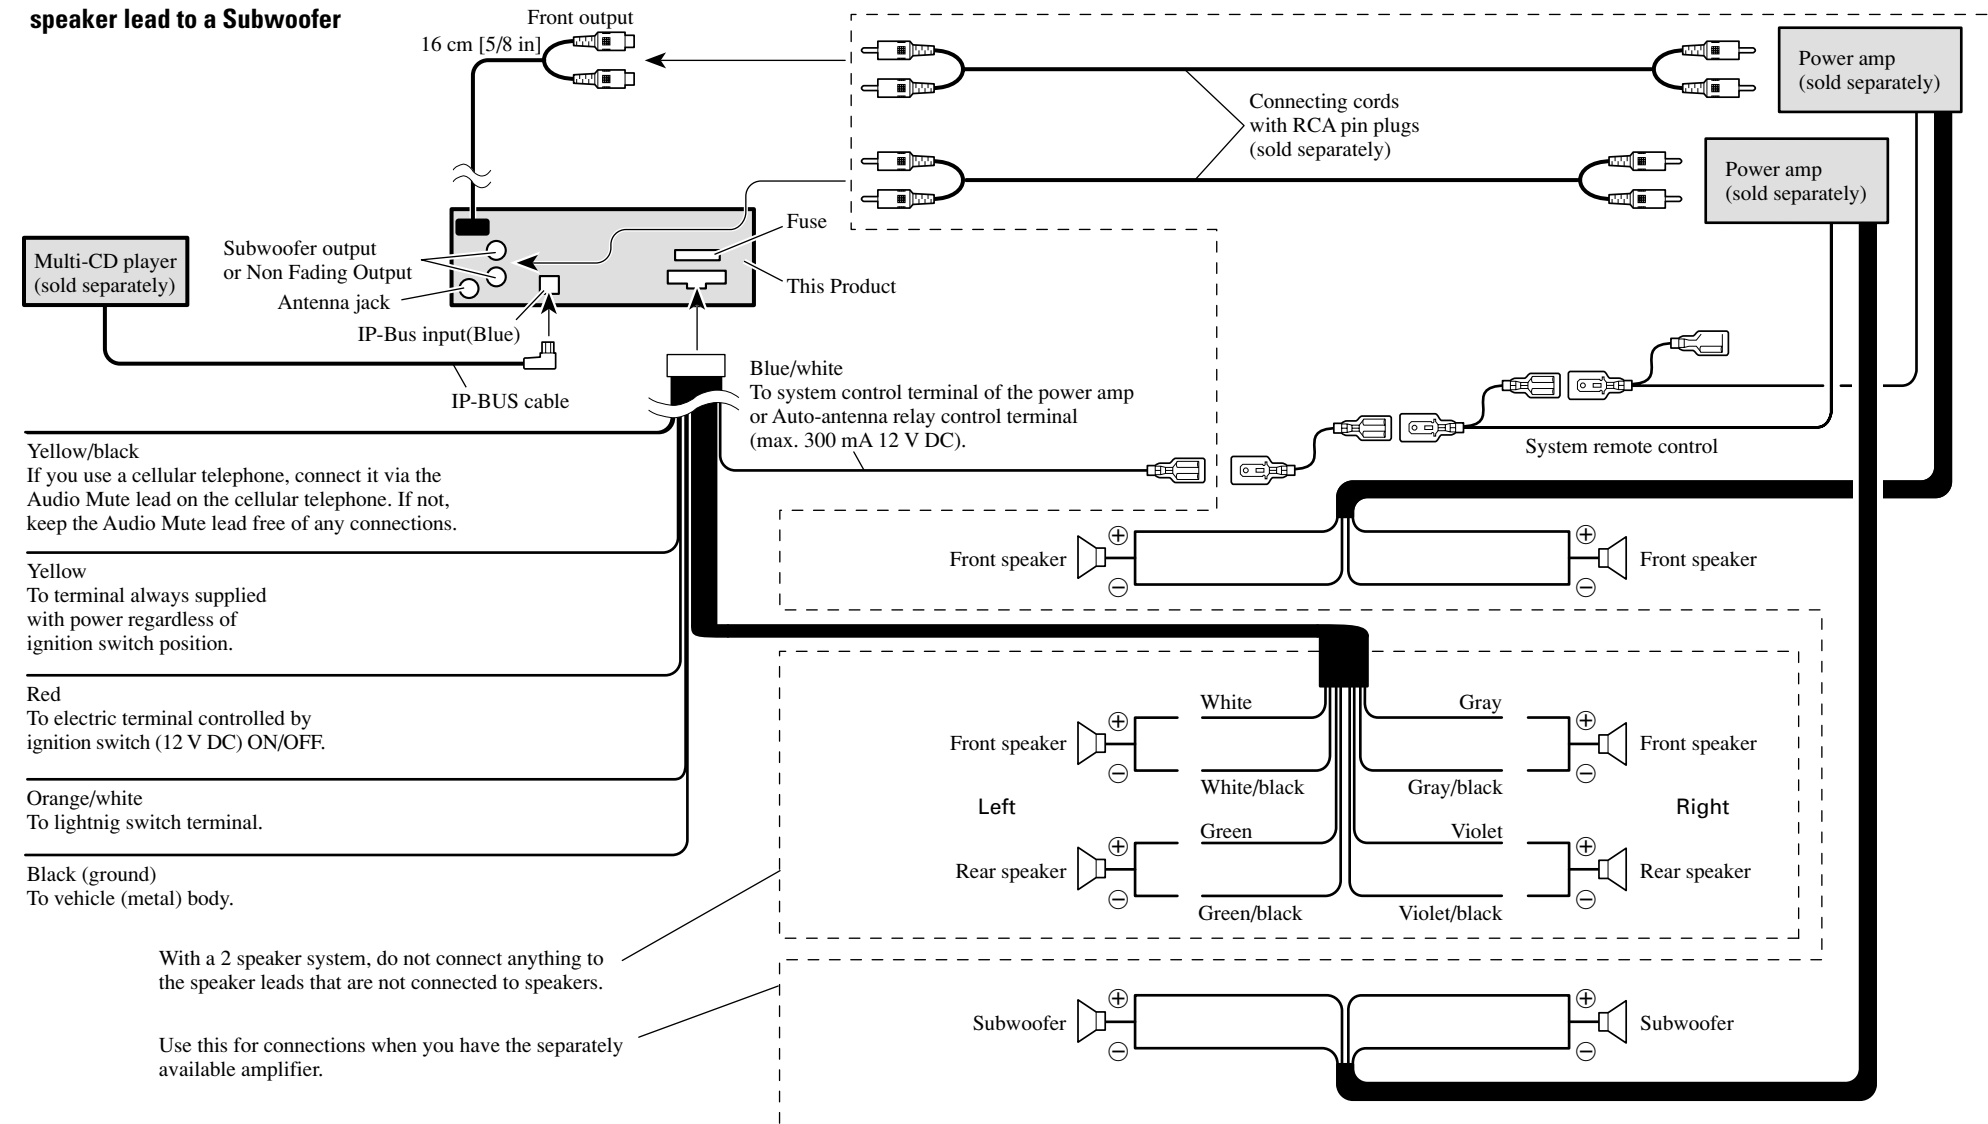 speaker lead to a Subwoofer
Front output
16 cm [5/8 in]
Power amp
(sold separately)
Connecting cords
with RCA pin plugs
(sold separately)
Power amp
(sold separately)
Multi-CD player
(sold separately)
Subwoofer output
or Non Fading Output
Antenna jack
IP-Bus input(Blue)
Fuse
This Product
IP-BUS cable
Blue/white
To system control terminal of the power amp
or Auto-antenna relay control terminal
(max. 300 mA 12 V DC).
System remote control
Yellow/black
If you use a cellular telephone, connect it via the
Audio Mute lead on the cellular telephone. If not,
keep the Audio Mute lead free of any connections.
Yellow
To terminal always supplied
with power regardless of
ignition switch position.
Red
To electric terminal controlled by
ignition switch (12 V DC) ON/OFF.
Orange/white
To lightnig switch terminal.
Black (ground)
To vehicle (metal) body.
With a 2 speaker system, do not connect anything to
the speaker leads that are not connected to speakers.
Use this for connections when you have the separately
available amplifier.
+
+
Front speaker
Front speaker
−
−
White
Gray
+
+
Front speaker
Front speaker
−
−
White/black
Gray/black
Left
Right
Green
Violet
+
+
Rear speaker
Rear speaker
−
−
Green/black
Violet/black
+
+
Subwoofer
Subwoofer
−
−